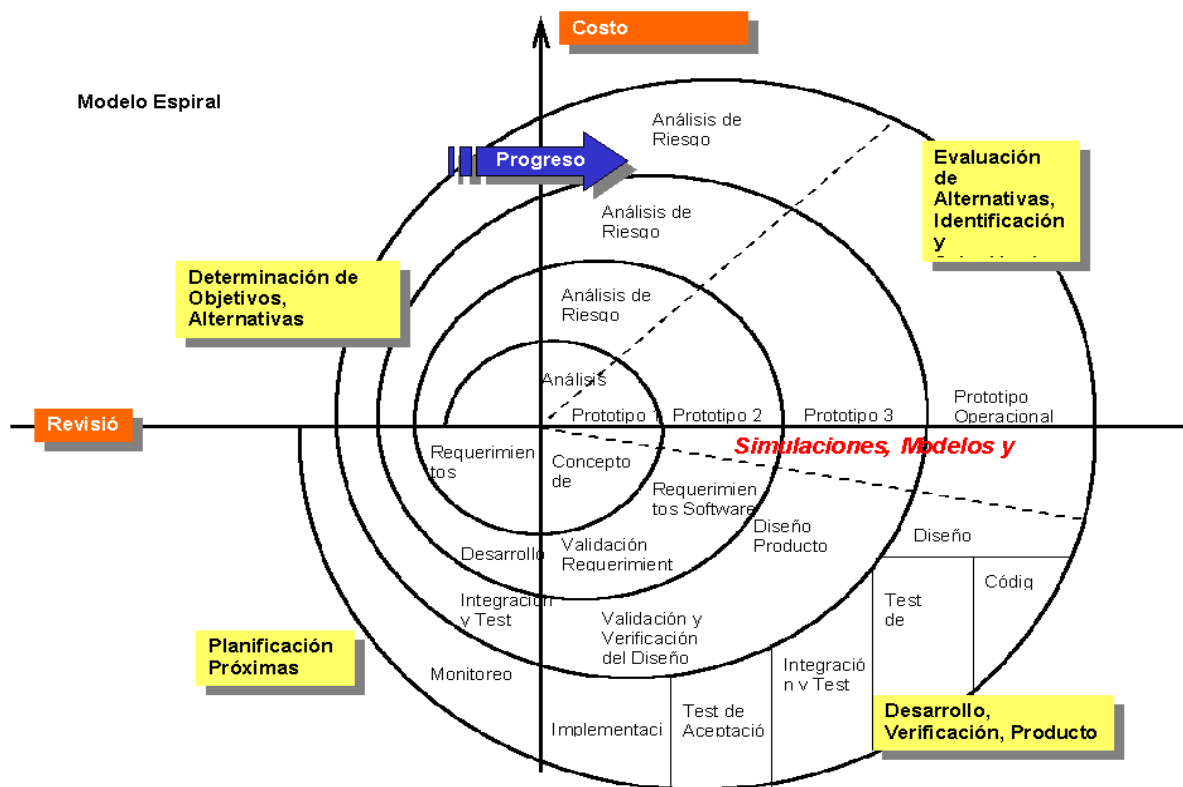 Costo
Modelo Espiral
Análisis de
Riesgo
Progreso
Evaluación
de
Alternativas,
Identificación
y
Análisis de
Riesgo
Determinación de
Objetivos,
Alternativas
Análisis de
Riesgo
Análisis
Prototipo 1
Prototipo 2
Prototipo 3
Prototipo
Operacional
Revisió
Simulaciones, Modelos y
Requerimien
tos
Concepto
de
Requerimien
tos Software
Diseño
Producto
Diseño
Desarrollo
Validación
Requerimient
Códig
Integración
y Test
Test
de
Validación y
Verificación
del Diseño
Planificación
Próximas
Monitoreo
Integració
n y Test
Implementaci
Test de
Aceptació
Desarrollo,
Verificación, Producto